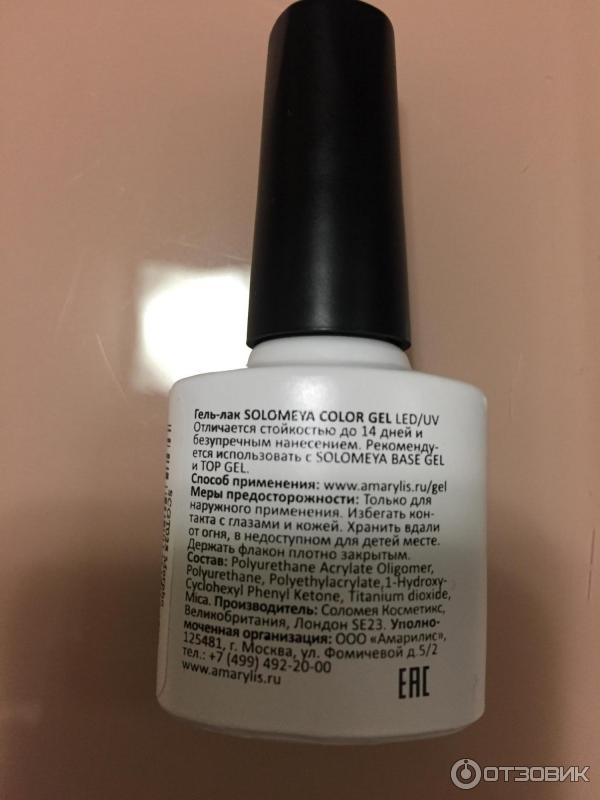 Гель-лак SOLOMEYA COLOR GEL LED/UV
Отличается стойкостью до 14 дней и
безупречным нанесением. Рекоменду-
ется использовать с SOLOMEYA BASE GEL
и TOP GEL.
Способ применения: www.amarylis.ru/gel
Меры предосторожности: Только для
наружного применения. Избегать кон-
такта с глазами и кожей. Хранить вдали
от огня, в недоступном для детей месте.
Держать флакон плотно закрытым.
Состав: Polyurethane Acrylate Oligomer,
Polyurethane, Polyethylacrylate,1-Hydroxy-
Cyclohexyl Phenyl Ketone, Titanium dioxide,
Mica. Производитель: Соломея Косметикс,
Великобритания, Лондон SE23. Уполно-
моченная организация: ООО «Амарилис»,
125481, г. Москва, ул. Фомичевой д.5/2
тел.: +7 (499) 492-20-00
www.amarylis.ru
EAC
ОТЗОВИК